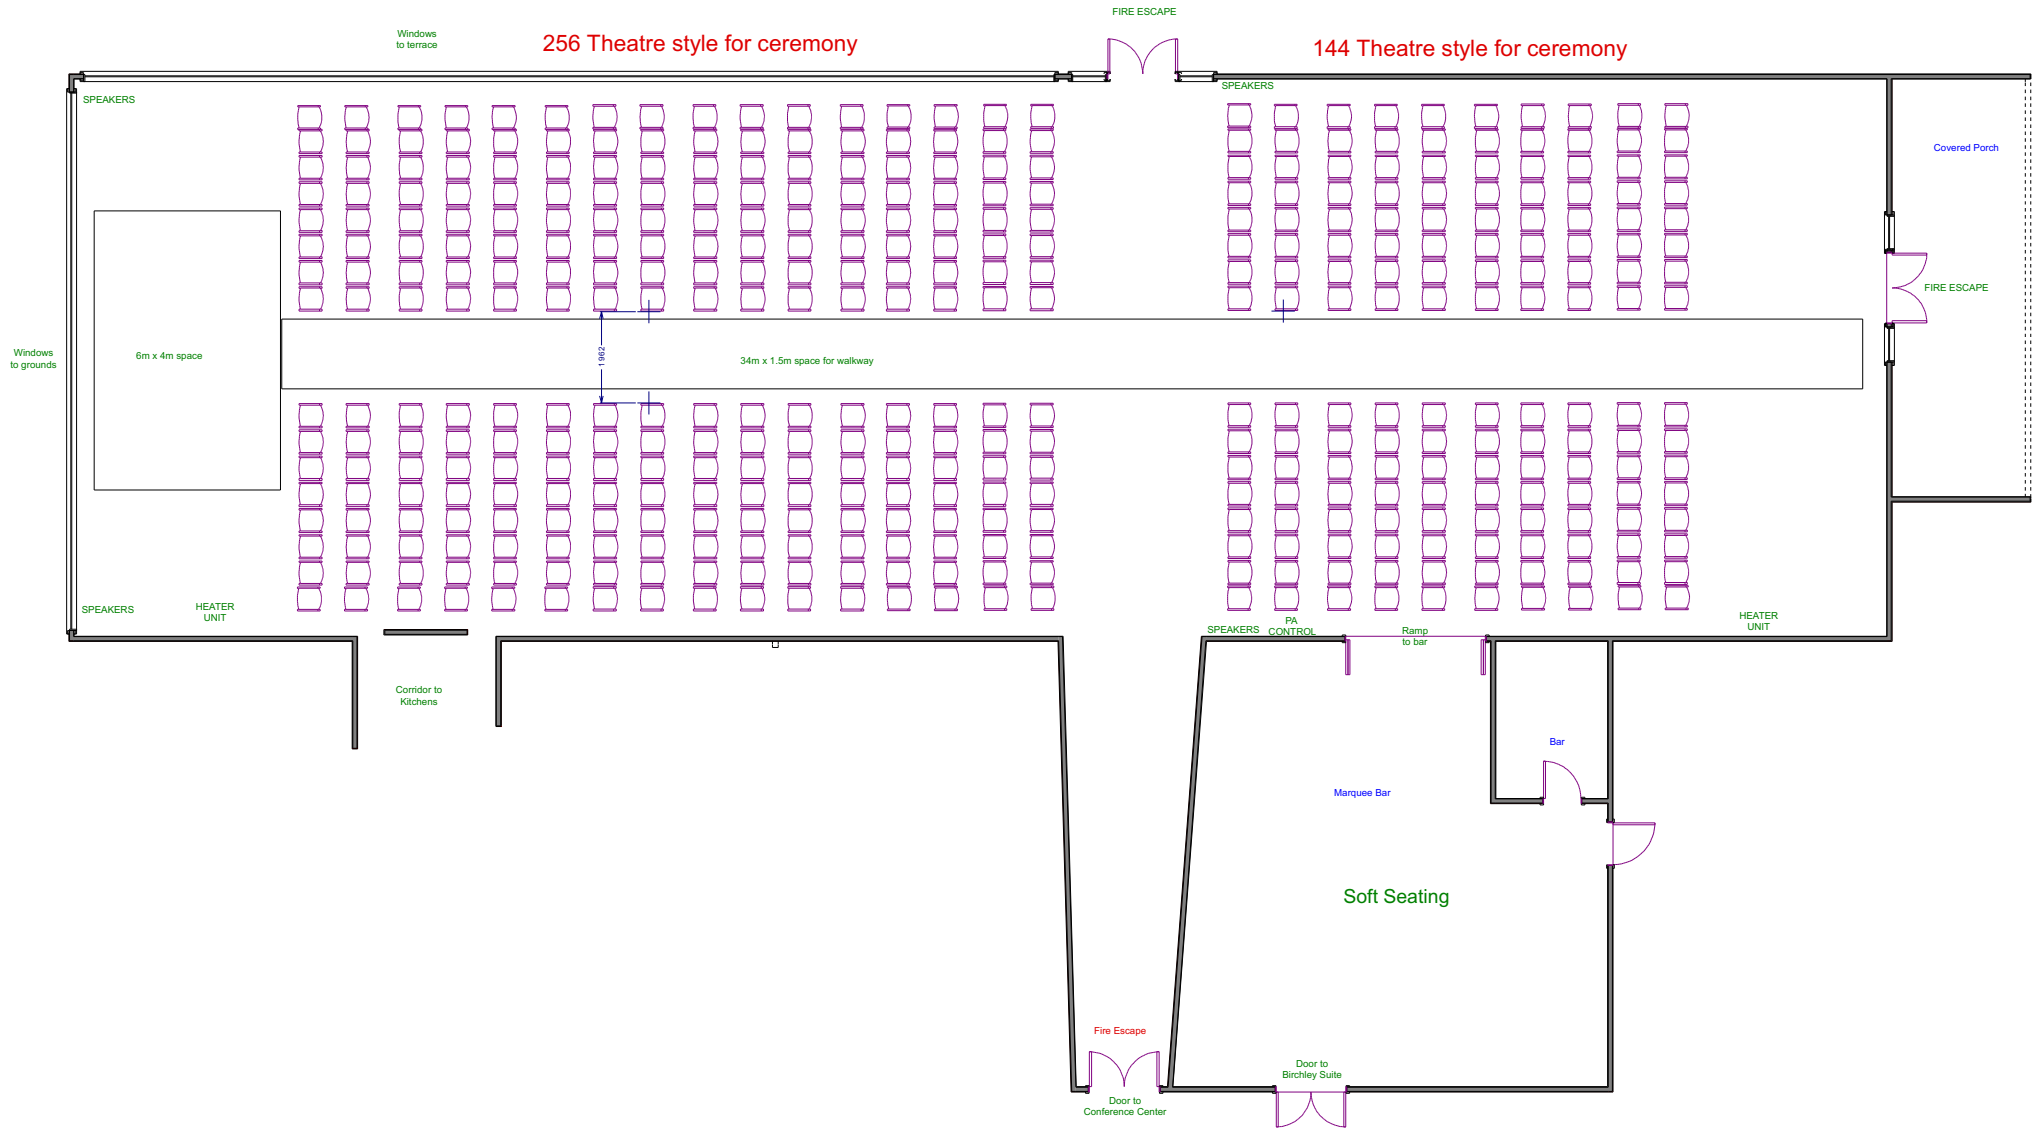 FIRE ESCAPE
Windows
to terrace
256 Theatre style for ceremony
144 Theatre style for ceremony
SPEAKERS
SPEAKERS
Covered Porch
FIRE ESCAPE
Windows
to grounds
6m x 4m space
1962
34m x 1.5m space for walkway
SPEAKERS
HEATER
UNIT
SPEAKERS
PA
CONTROL
Ramp
to bar
HEATER
UNIT
Corridor to
Kitchens
Bar
Marquee Bar
Soft Seating
Fire Escape
Door to
Conference Center
Door to
Birchley Suite